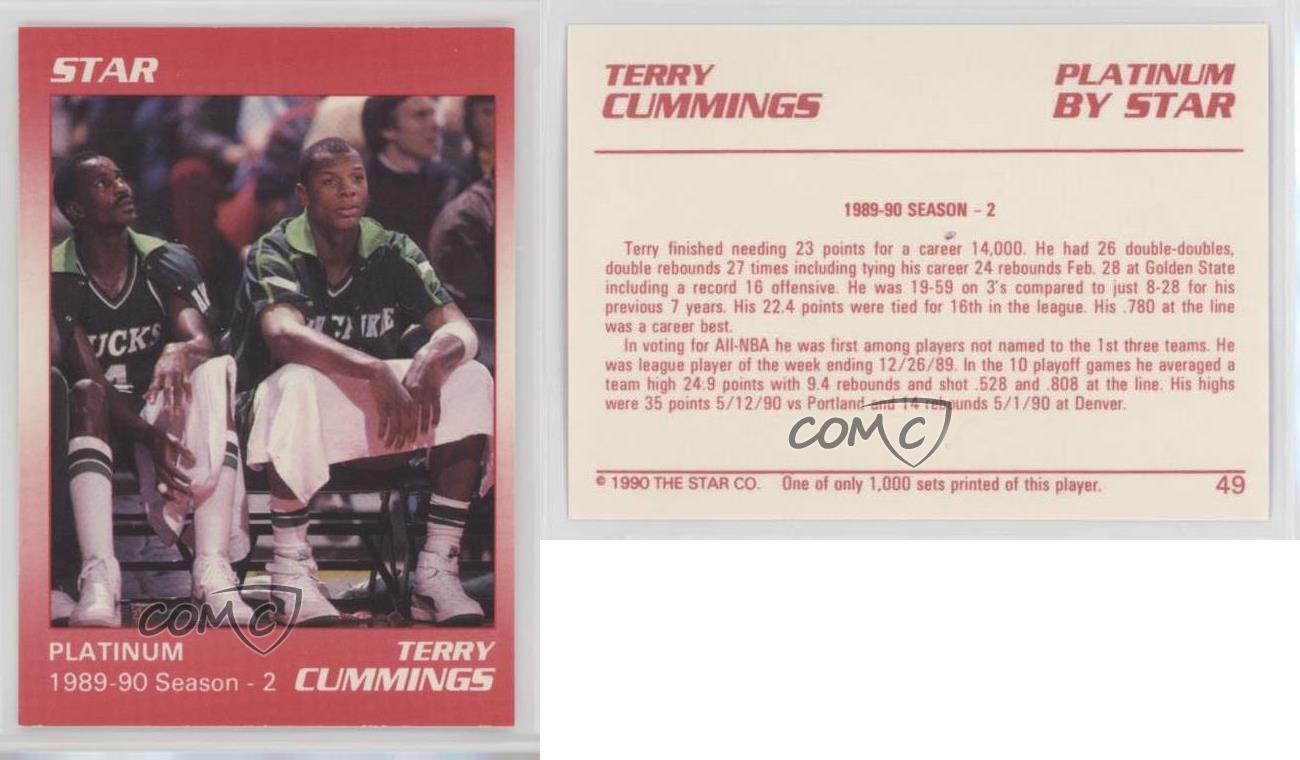 STAR
UCKS
4
PLATINUM
TERRY
1989-90 Season - 2
CUMMINGS
COMC
TERRY
CUMMINGS
PLATINUM
BY STAR
1989-90 SEASON - 2
Terry finished needing 23 points for a career 14,000. He had 26 double-doubles,
double rebounds 27 times including tying his career 24 rebounds Feb. 28 at Golden State
including a record 16 offensive. He was 19-59 on 3's compared to just 8-28 for his
previous 7 years. His 22.4 points were tied for 16th in the league. His .780 at the line
was a career best.
In voting for All-NBA he was first among players not named to the 1st three teams. He
was league player of the week ending 12/26/89. In the 10 playoff games he averaged a
team high 24.9 points with 9.4 rebounds and shot .528 and .808 at the line. His highs
were 35 points 5/12/90 vs Portland and 14 rebounds 5/1/90 at Denver.
COMC
© 1990 THE STAR CO. One of only 1,000 sets printed of this player. 49